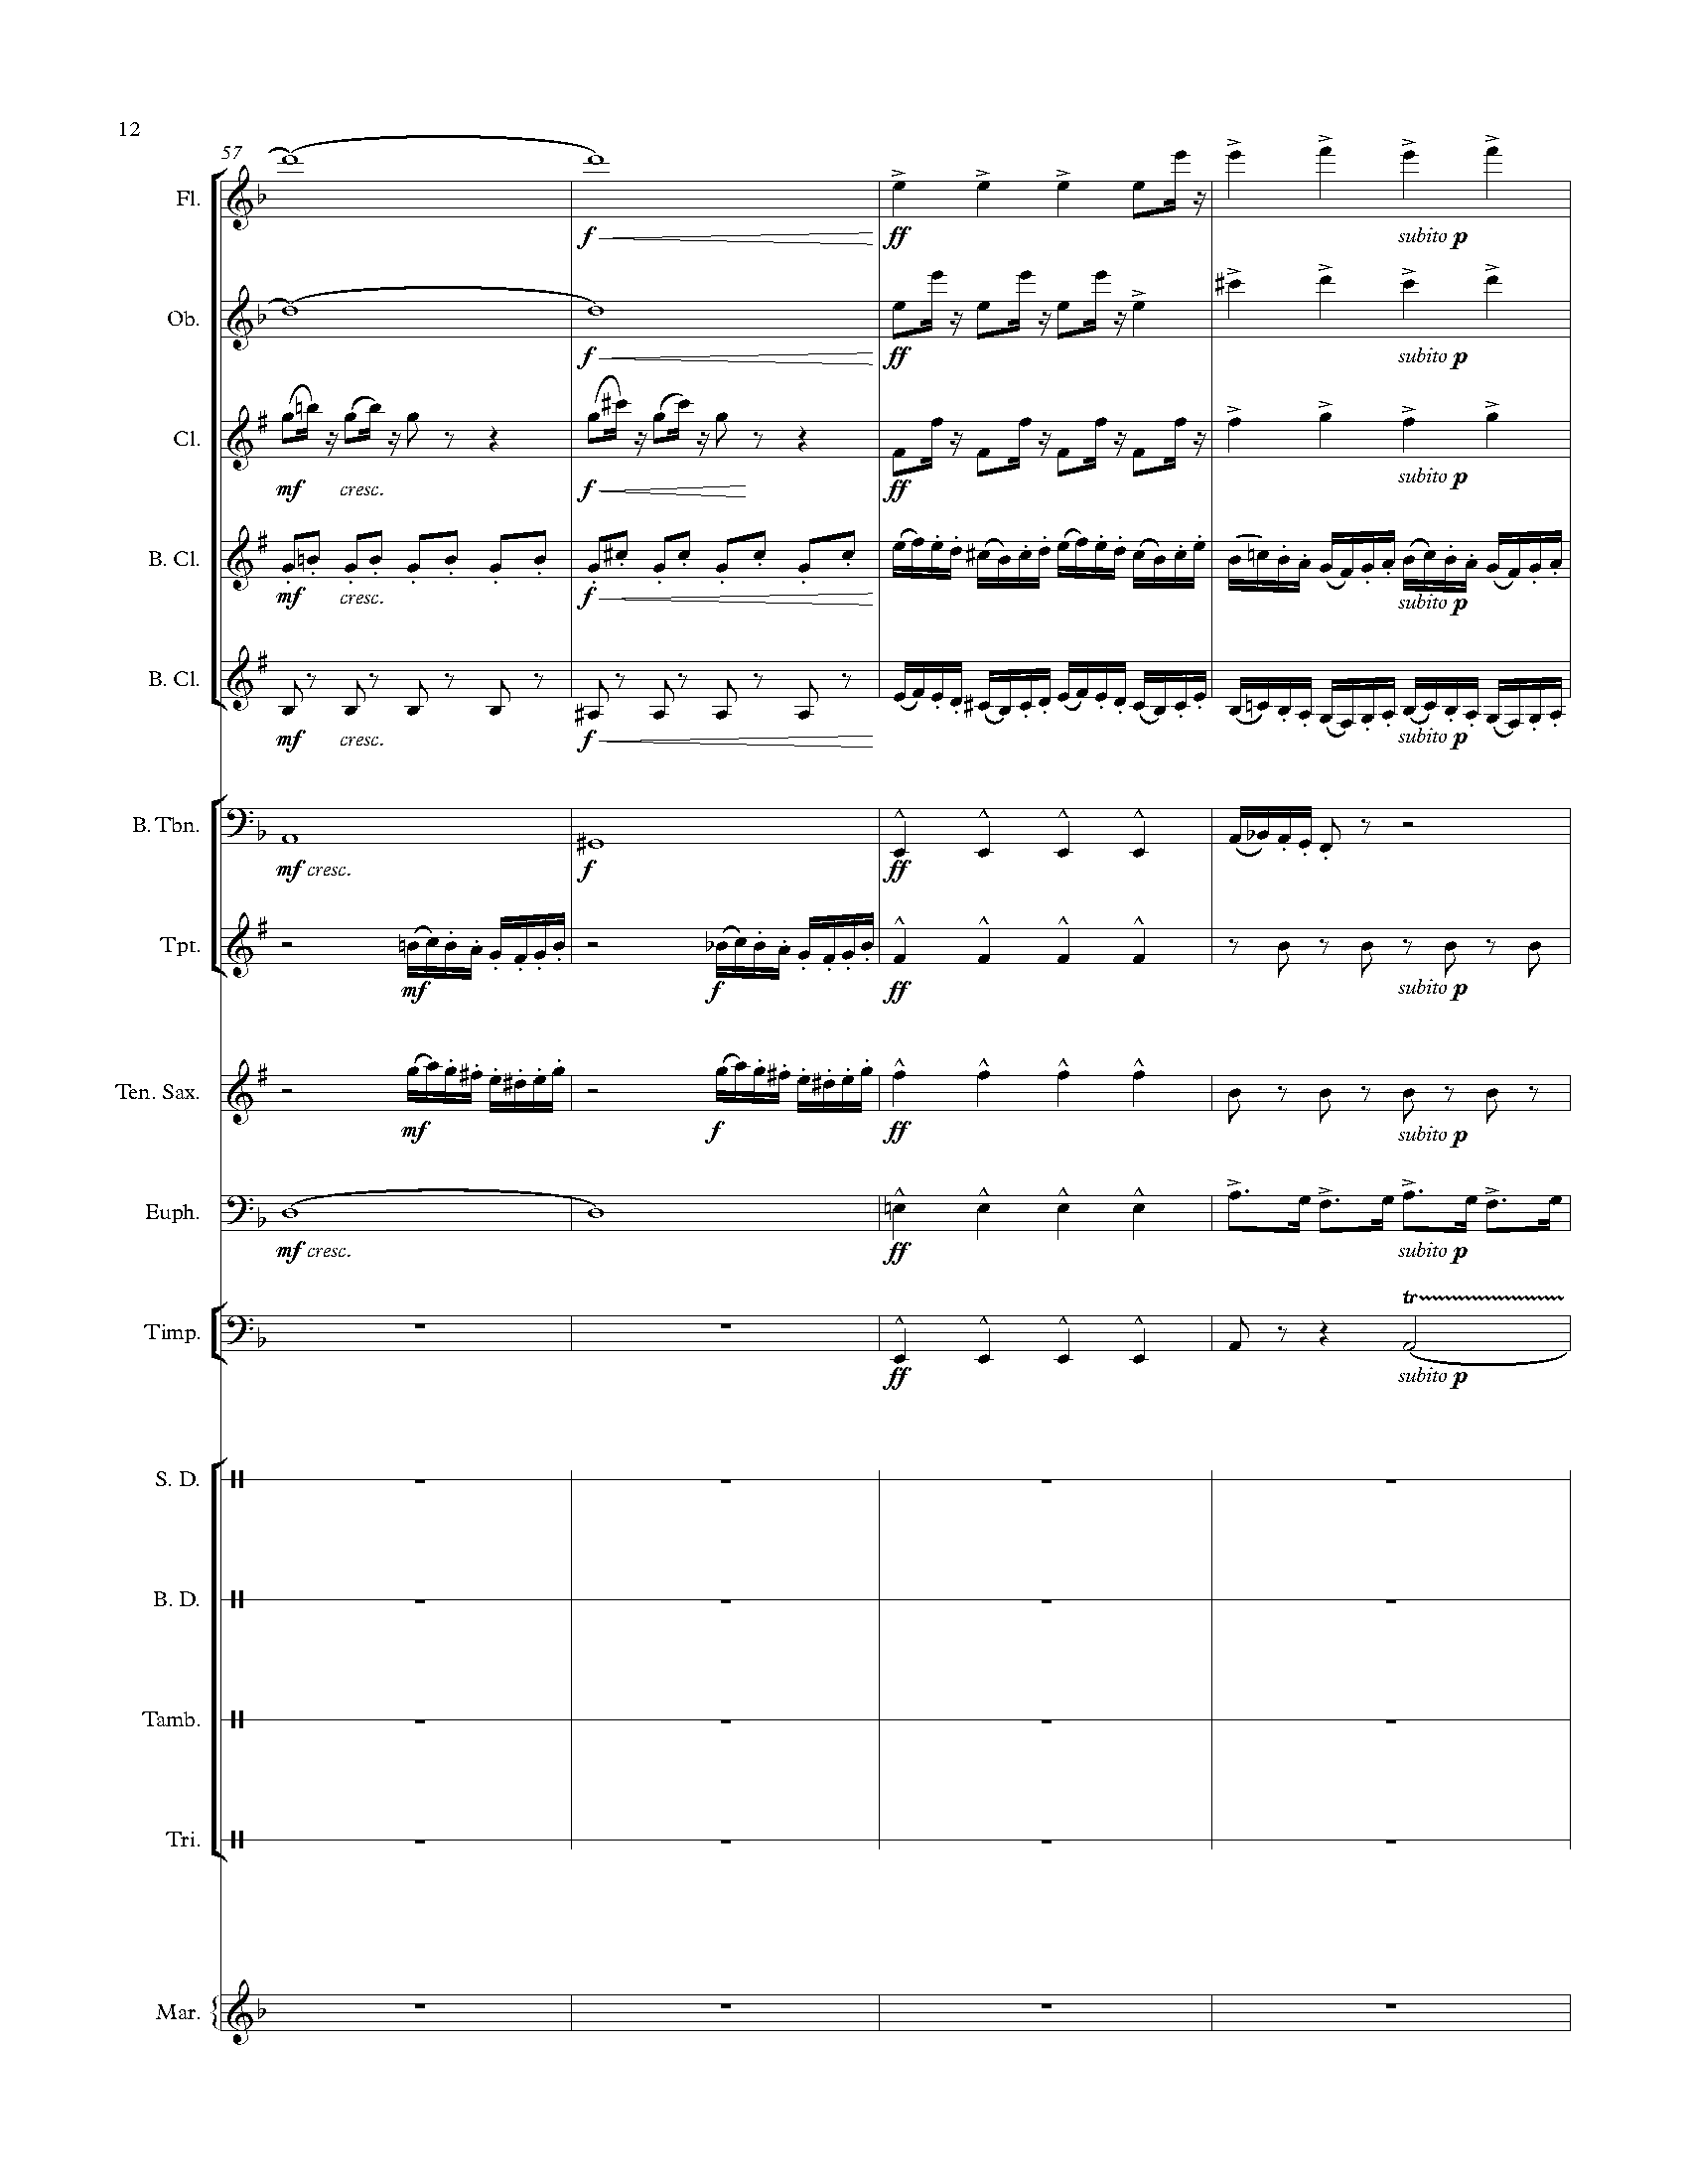 12
57
Fl.
f ff subito p
Ob.
f ff subito p
Cl.
mf cresc. f ff subito p
B. Cl.
mf cresc. f subito p
B. Cl.
mf cresc. f subito p
B. Tbn.
mf cresc. f ff
Tpt.
mf f ff subito p
Ten. Sax.
mf f ff subito p
Euph.
mf cresc. ff subito p
tr
Timp.
ff subito p
S. D.
B. D.
Tamb.
Tri.
Mar.